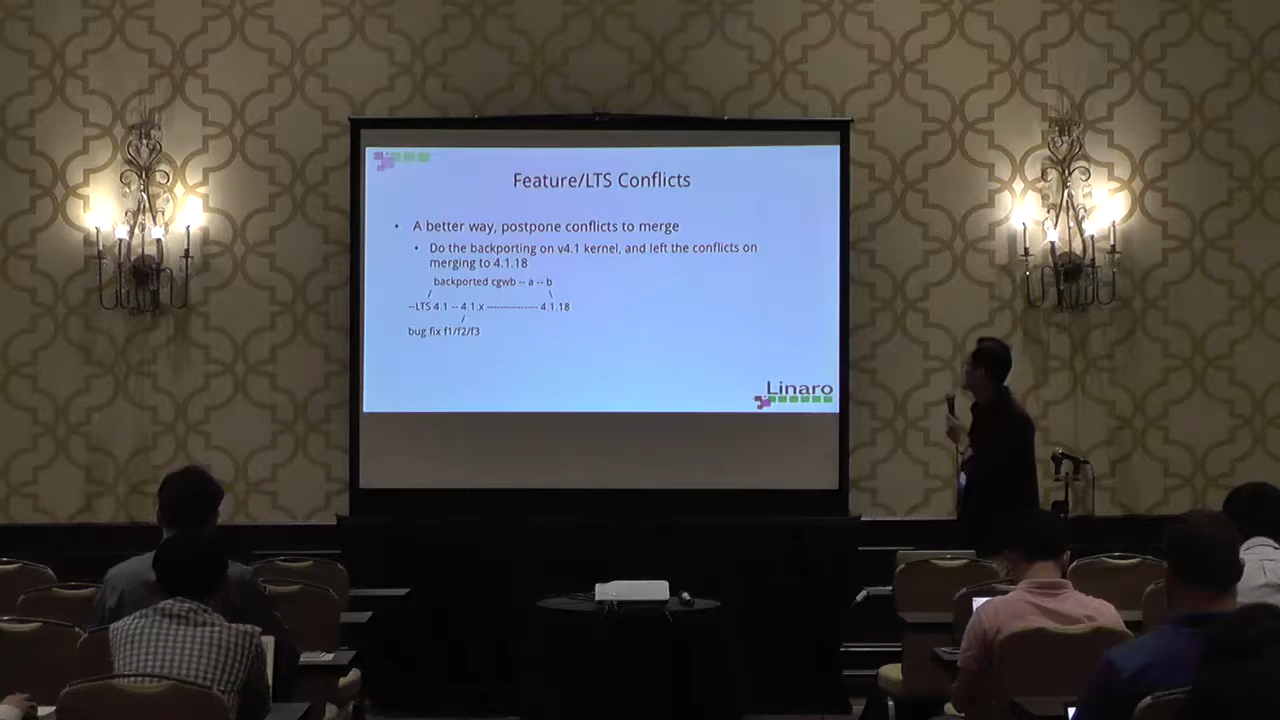 Feature/LTS Conflicts
• A better way, postpone conflicts to merge
• Do the backporting on v4.1 kernel, and left the conflicts on
merging to 4.1.18
backported cgwb -- a -- b
/ \
--LTS 4.1 -- 4.1.x --------------- 4.1.18
/
bug fix f1/f2/f3
Linaro